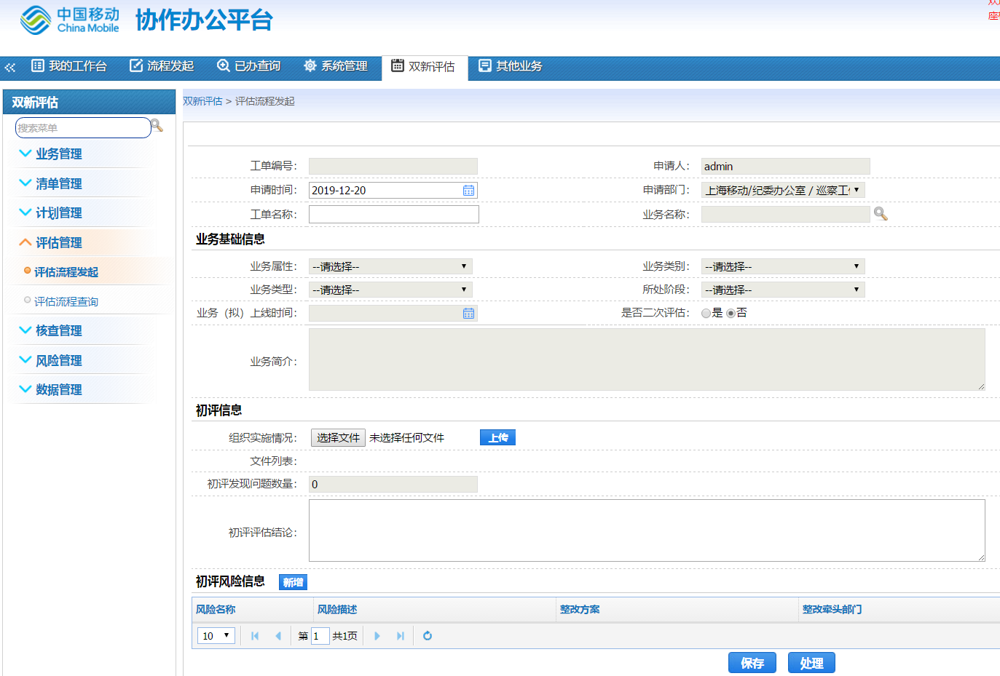 中国移动
China Mobile
协作办公平台
座
我的工作台 流程发起 已办查询 系统管理 双新评估 其他业务
双新评估
搜索菜单
业务管理
清单管理
计划管理
评估管理
评估流程发起
评估流程查询
核查管理
风险管理
数据管理
双新评估 > 评估流程发起
工单编号： 申请人： admin
申请时间： 2019-12-20 申请部门： 上海移动/纪委办公室 / 巡察工
工单名称： 业务名称：
业务基础信息
业务属性： --请选择-- 业务类别： --请选择--
业务类型： --请选择-- 所处阶段： --请选择--
业务（拟）上线时间： 是否二次评估： 是 否
业务简介：
初评信息
组织实施情况： 选择文件 未选择任何文件 上传
文件列表：
初评发现问题数量： 0
初评评估结论：
初评风险信息 新增
风险名称 风险描述 整改方案 整改牵头部门
10 第 1 共1页
保存 处理